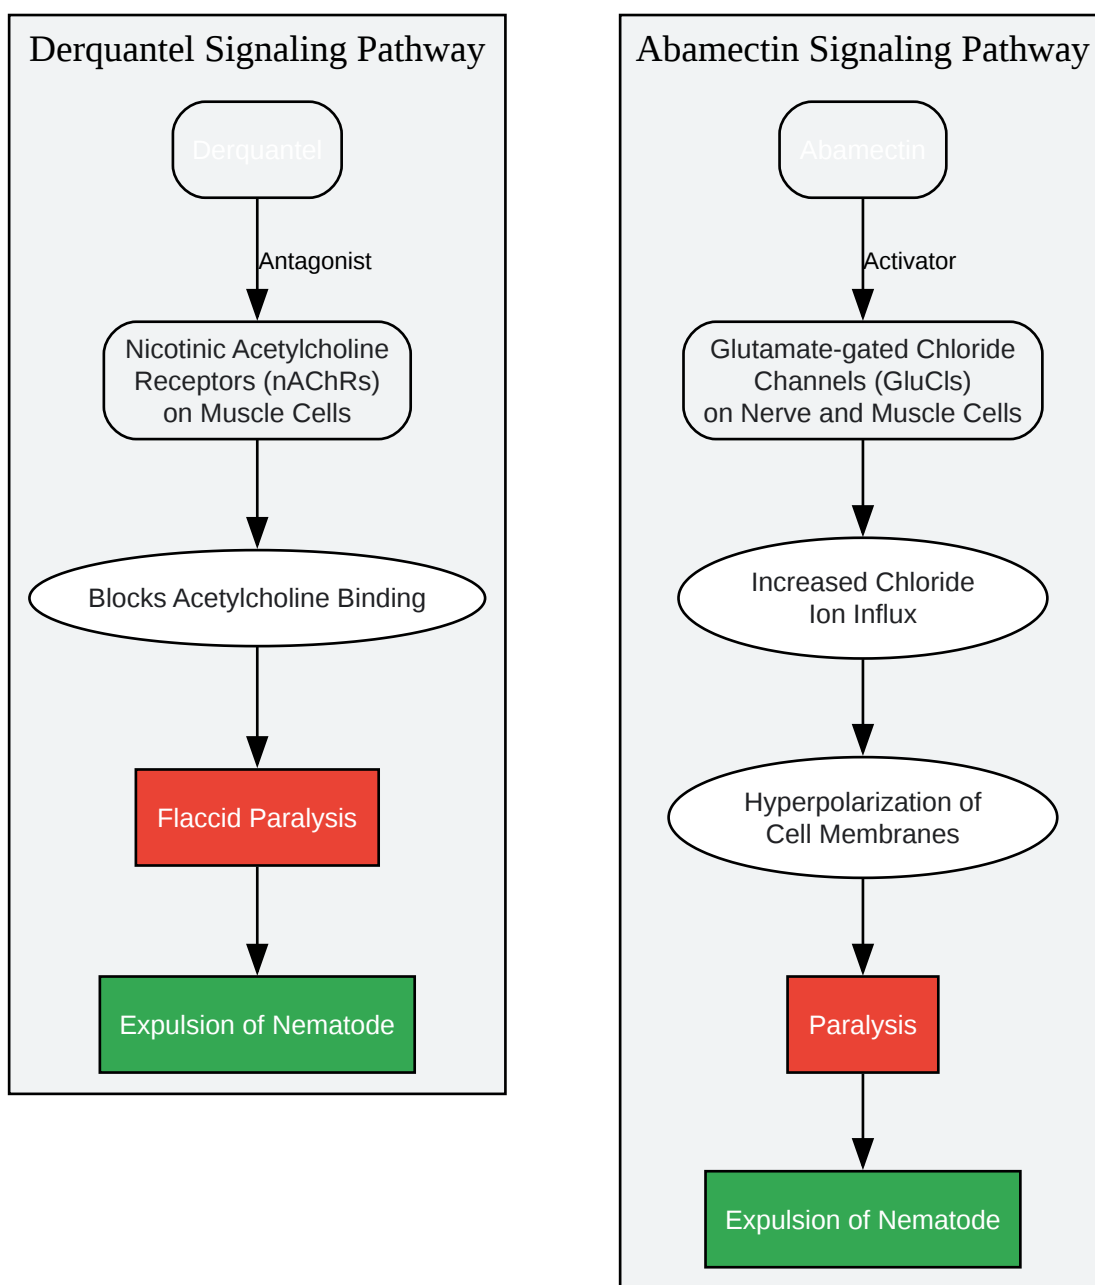 Derquantel Signaling Pathway
Derquantel
Antagonist
Nicotinic Acetylcholine
Receptors (nAChRs)
on Muscle Cells
Blocks Acetylcholine Binding
Flaccid Paralysis
Expulsion of Nematode
Abamectin Signaling Pathway
Abamectin
Activator
Glutamate-gated Chloride
Channels (GluCls)
on Nerve and Muscle Cells
Increased Chloride
Ion Influx
Hyperpolarization of
Cell Membranes
Paralysis
Expulsion of Nematode